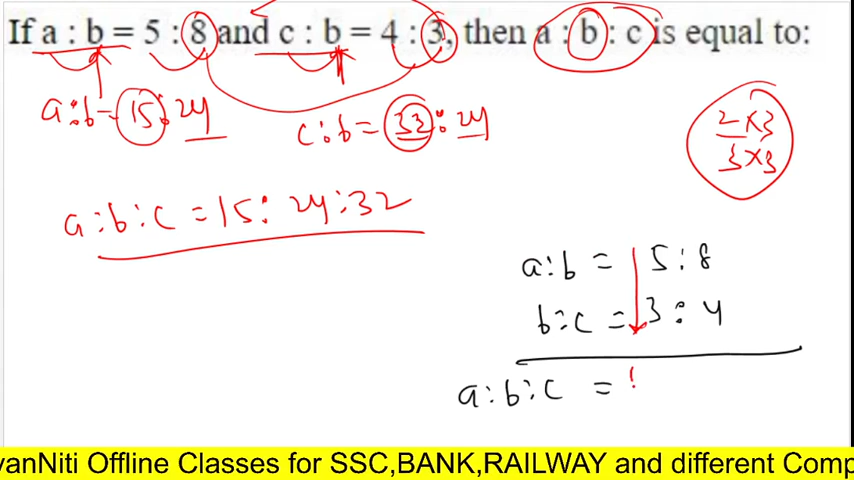 If a : b = 5 : 8 and c : b = 4 : 3, then a : b : c is equal to:
a:b = 15:24
c:b = 32:24
2×3
3×3
a:b:c = 15:24:32
a:b = 5:8
b:c = 3:4
a:b:c =
vanNiti Offline Classes for SSC,BANK,RAILWAY and different Comp